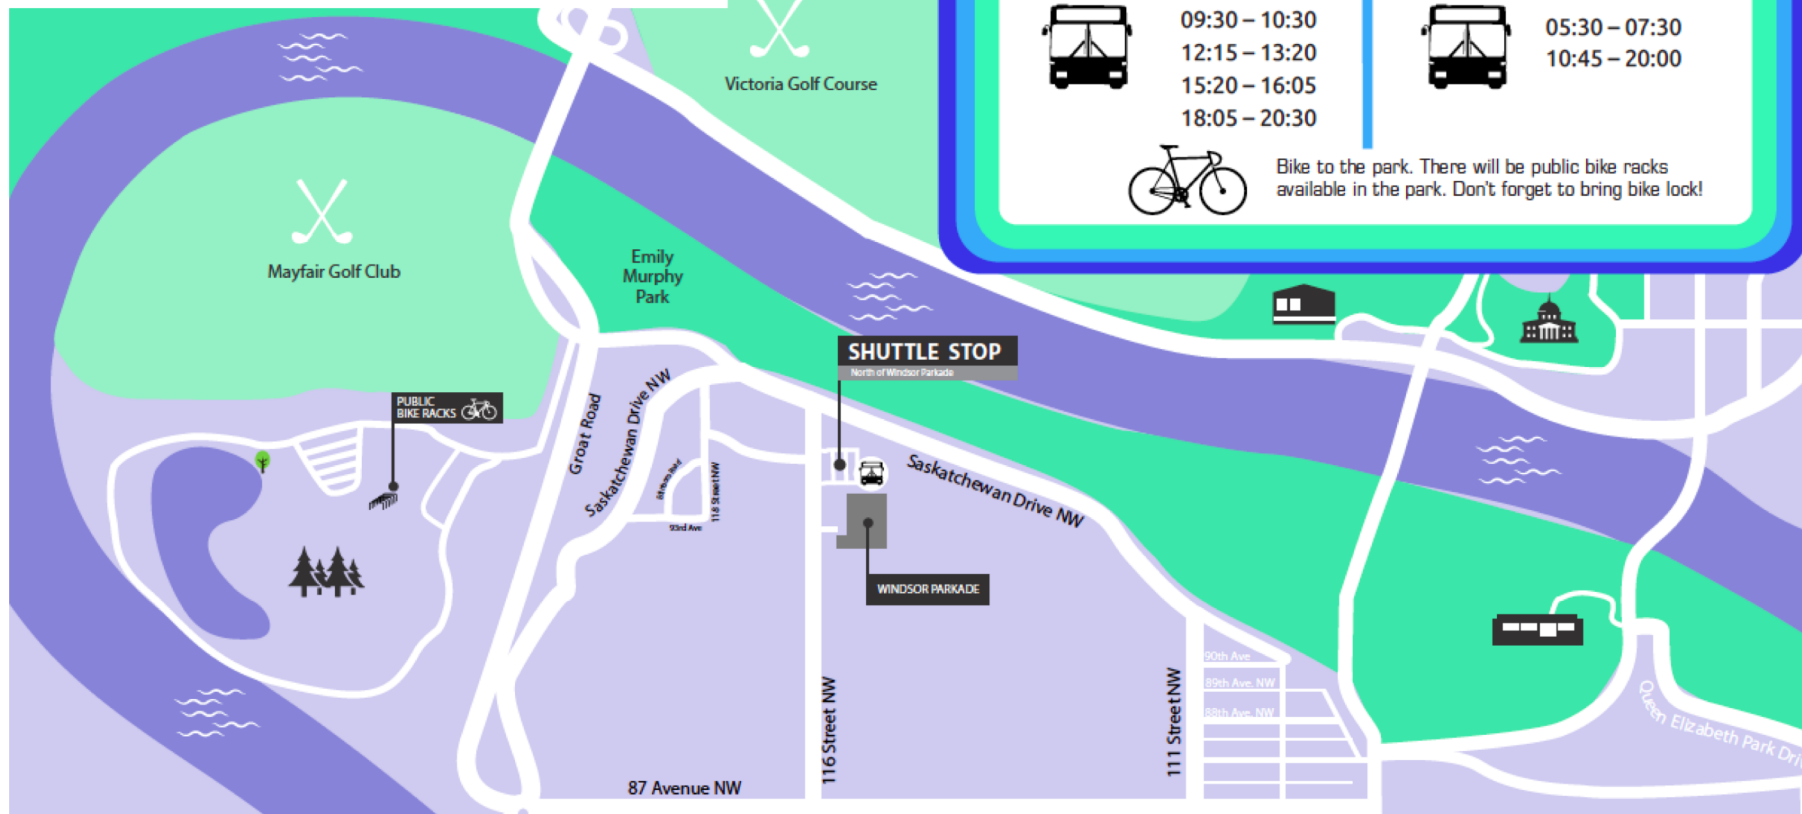 09:30 – 10:30
12:15 – 13:20
15:20 – 16:05
18:05 – 20:30
05:30 – 07:30
10:45 – 20:00
Bike to the park. There will be public bike racks
available in the park. Don't forget to bring bike lock!
Victoria Golf Course
Mayfair Golf Club
Emily
Murphy
Park
SHUTTLE STOP
North of Windsor Parkade
PUBLIC
BIKE RACKS
Groat Road
Saskatchewan Drive NW
118 Street NW
93rd Ave
Saskatchewan Drive NW
WINDSOR PARKADE
116 Street NW
111 Street NW
90th Ave
89th Ave. NW
88th Ave. NW
Queen Elizabeth Park Dri
87 Avenue NW